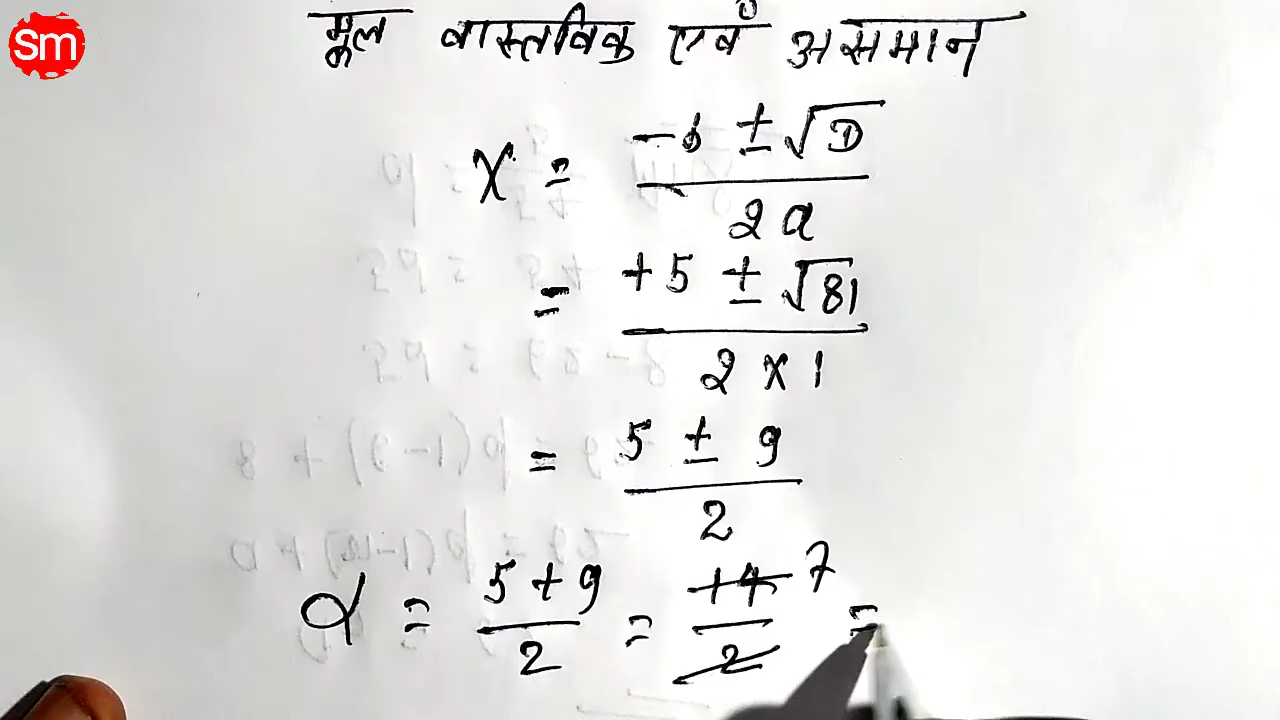 sm
मूल वास्तविक एवं असमान
x = -b ± √D / 2a
= +5 ± √81 / 2 x 1
= 5 ± 9 / 2
α = 5 + 9 / 2 = 14 / 2 7 =